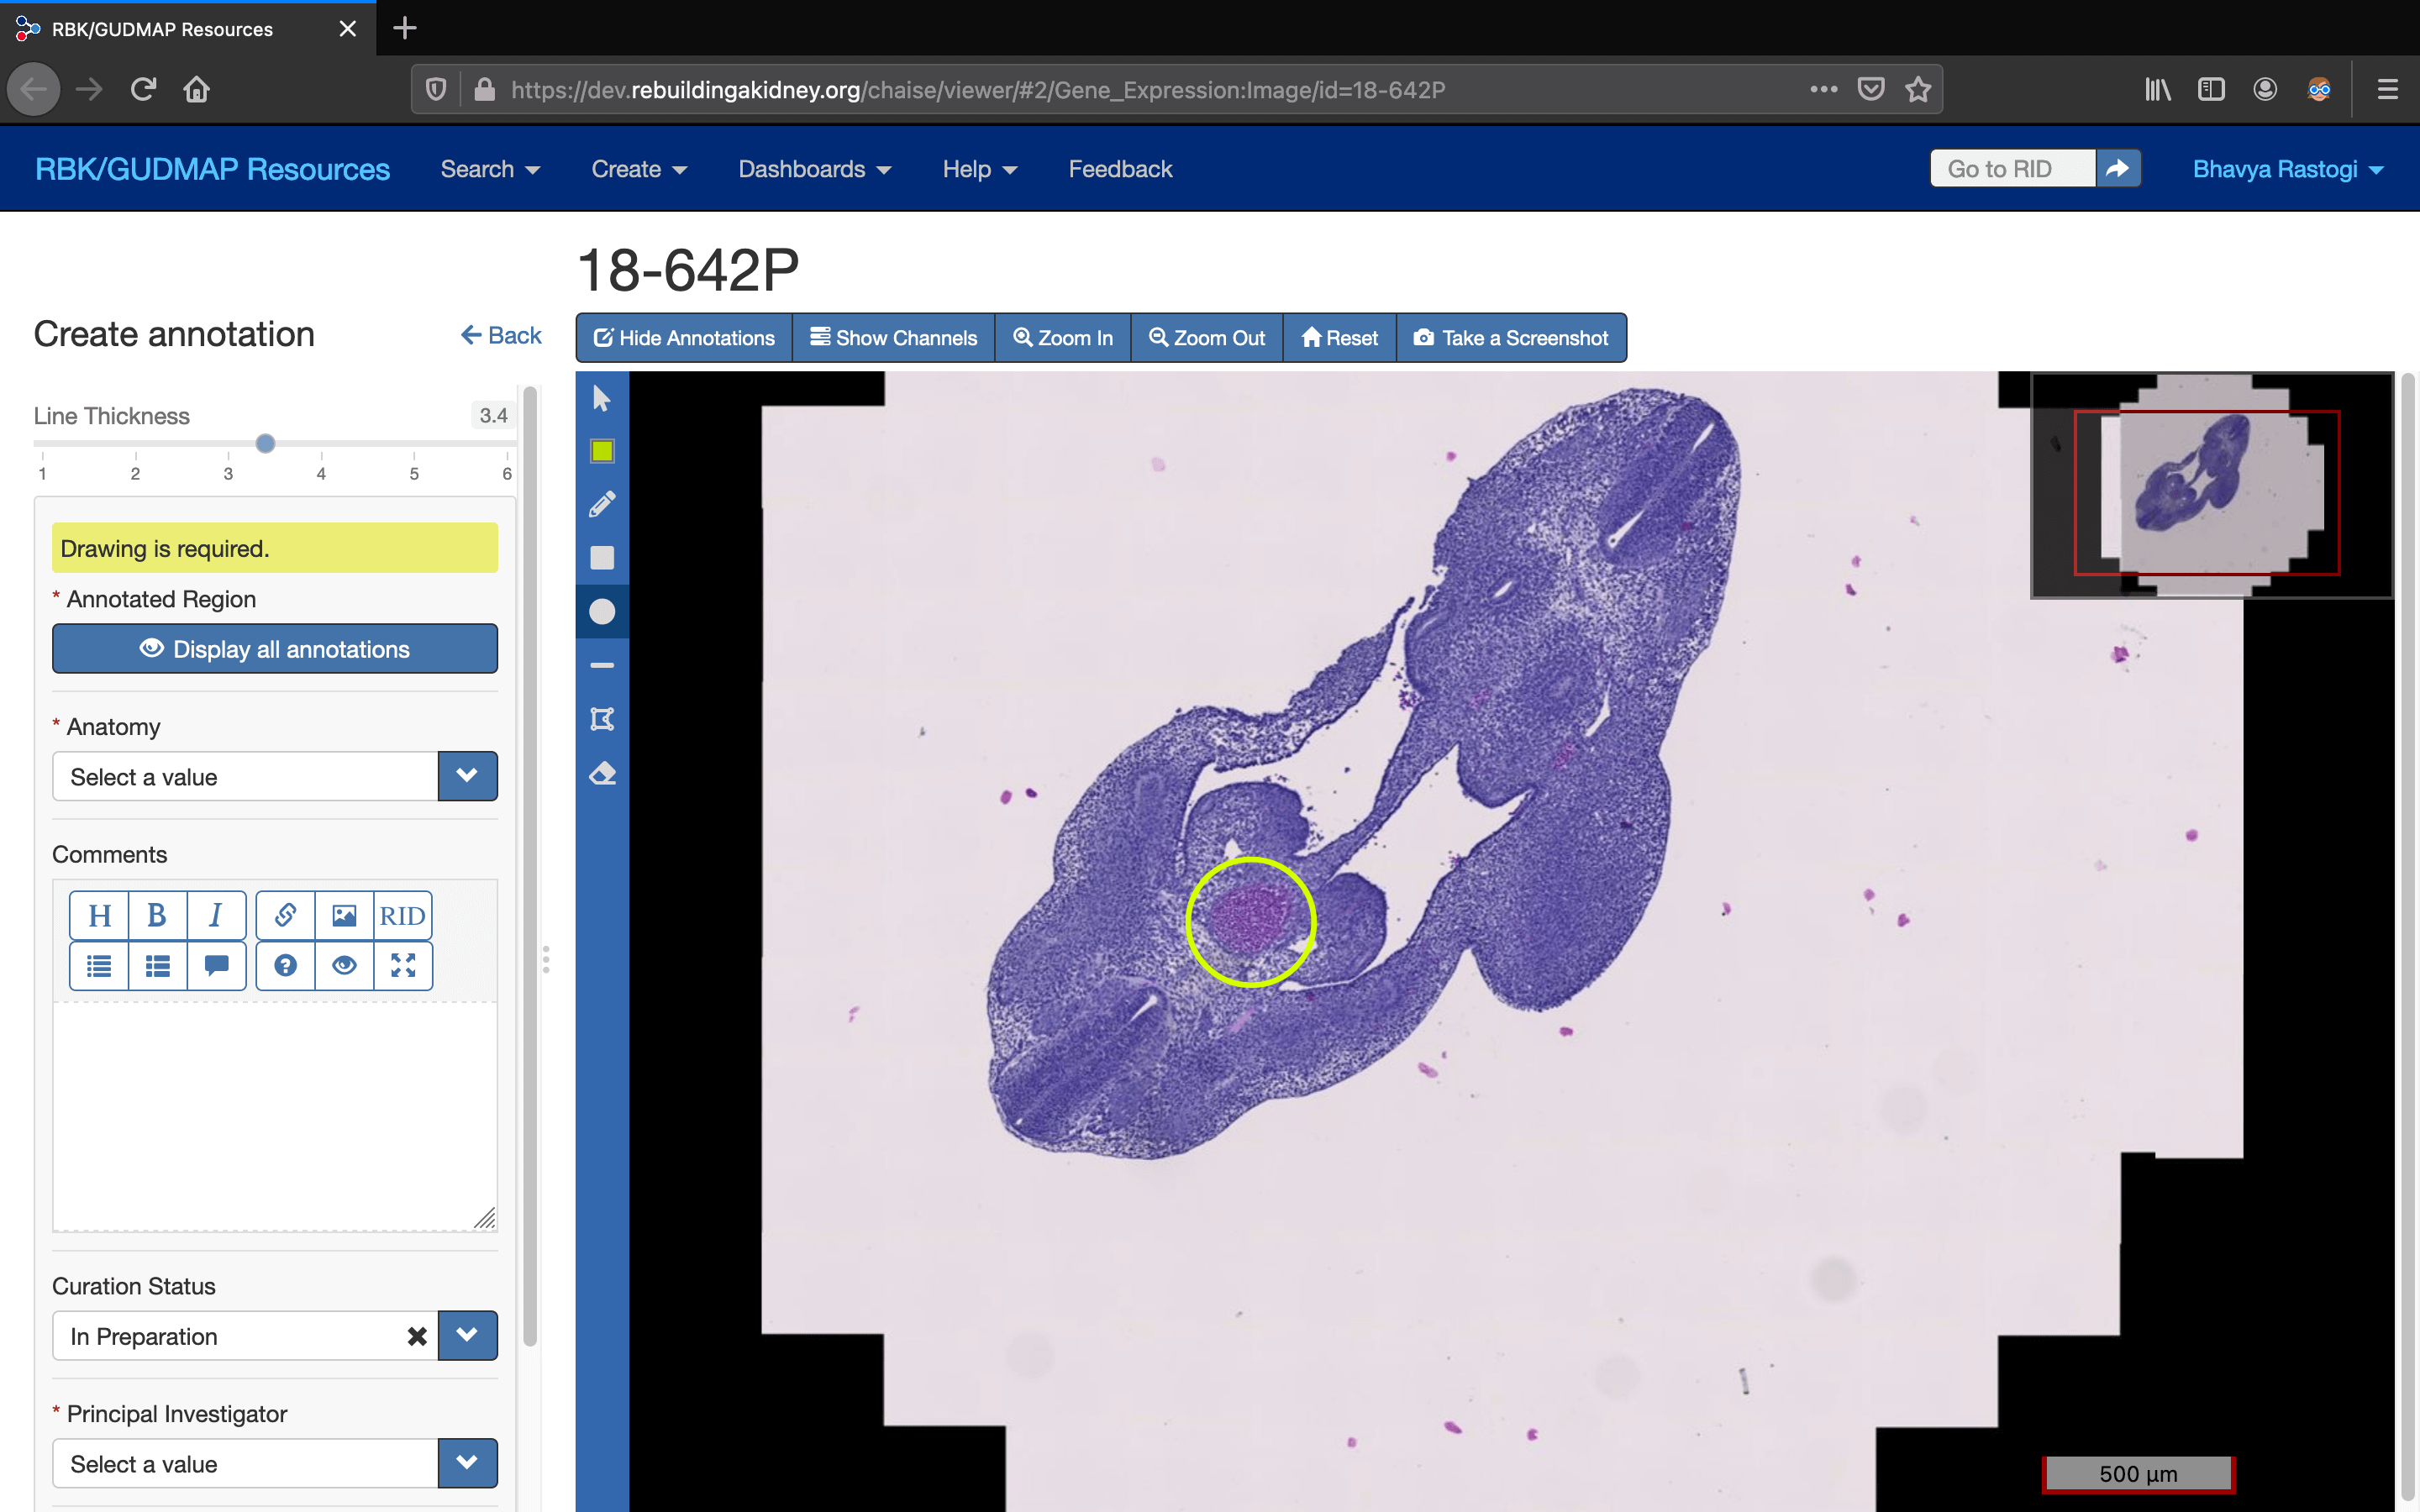 RBK/GUDMAP Resources
https://dev.rebuildingakidney.org/chaise/viewer/#2/Gene_Expression:Image/id=18-642P
RBK/GUDMAP Resources Search Create Dashboards Help Feedback Go to RID Bhavya Rastogi
18-642P
Create annotation Back
Hide Annotations Show Channels Zoom In Zoom Out Reset Take a Screenshot
Line Thickness 3.4
1 2 3 4 5 6
Drawing is required.
* Annotated Region
Display all annotations
* Anatomy
Select a value
Comments
H B I RID
Curation Status
In Preparation
* Principal Investigator
Select a value
500 µm